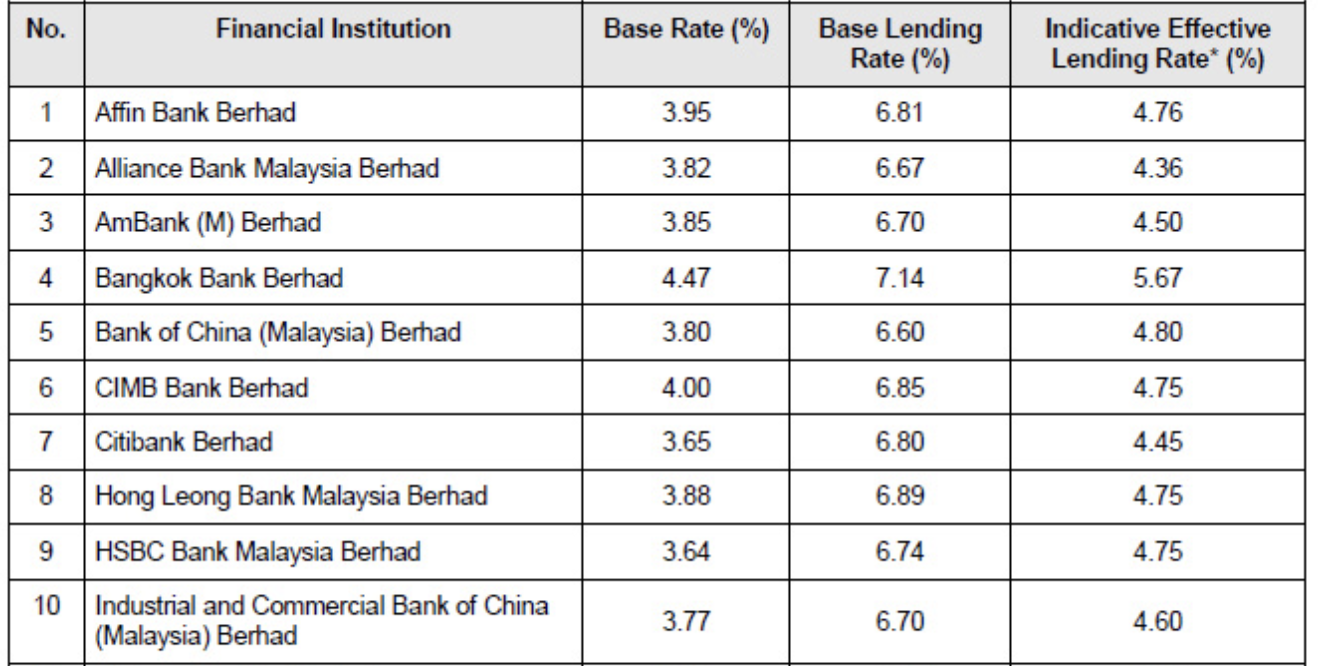 No. Financial Institution Base Rate (%) Base Lending Rate (%) Indicative Effective Lending Rate* (%)
1 Affin Bank Berhad 3.95 6.81 4.76
2 Alliance Bank Malaysia Berhad 3.82 6.67 4.36
3 AmBank (M) Berhad 3.85 6.70 4.50
4 Bangkok Bank Berhad 4.47 7.14 5.67
5 Bank of China (Malaysia) Berhad 3.80 6.60 4.80
6 CIMB Bank Berhad 4.00 6.85 4.75
7 Citibank Berhad 3.65 6.80 4.45
8 Hong Leong Bank Malaysia Berhad 3.88 6.89 4.75
9 HSBC Bank Malaysia Berhad 3.64 6.74 4.75
10 Industrial and Commercial Bank of China (Malaysia) Berhad 3.77 6.70 4.60